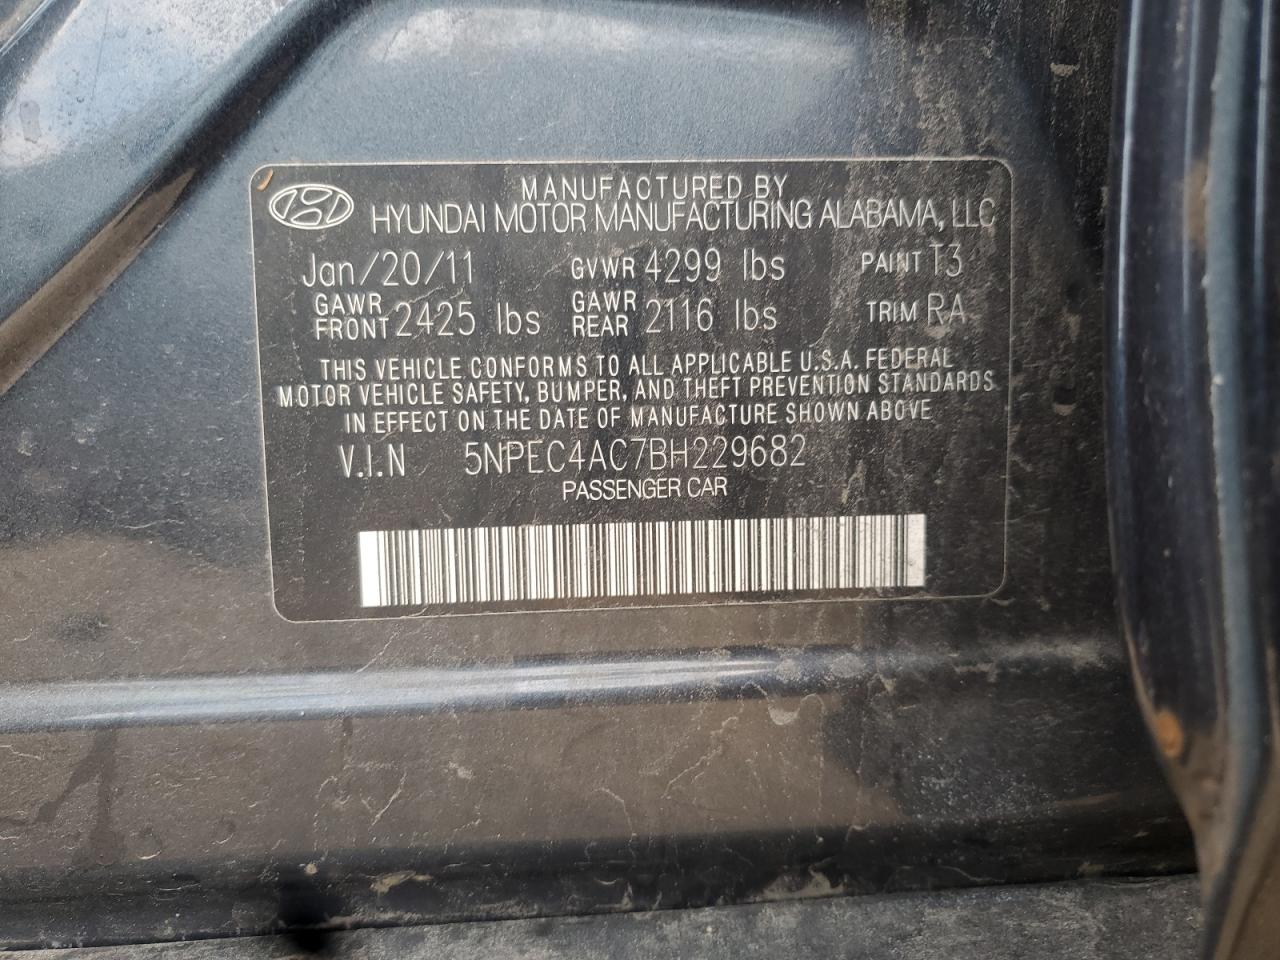 MANUFACTURED BY
HYUNDAI MOTOR MANUFACTURING ALABAMA, LLC
Jan/20/11 GVWR 4299 lbs PAINT T3
GAWR FRONT 2425 lbs GAWR REAR 2116 lbs TRIM RA
THIS VEHICLE CONFORMS TO ALL APPLICABLE U.S.A. FEDERAL
MOTOR VEHICLE SAFETY, BUMPER, AND THEFT PREVENTION STANDARDS
IN EFFECT ON THE DATE OF MANUFACTURE SHOWN ABOVE
V.I.N 5NPEC4AC7BH229682
PASSENGER CAR